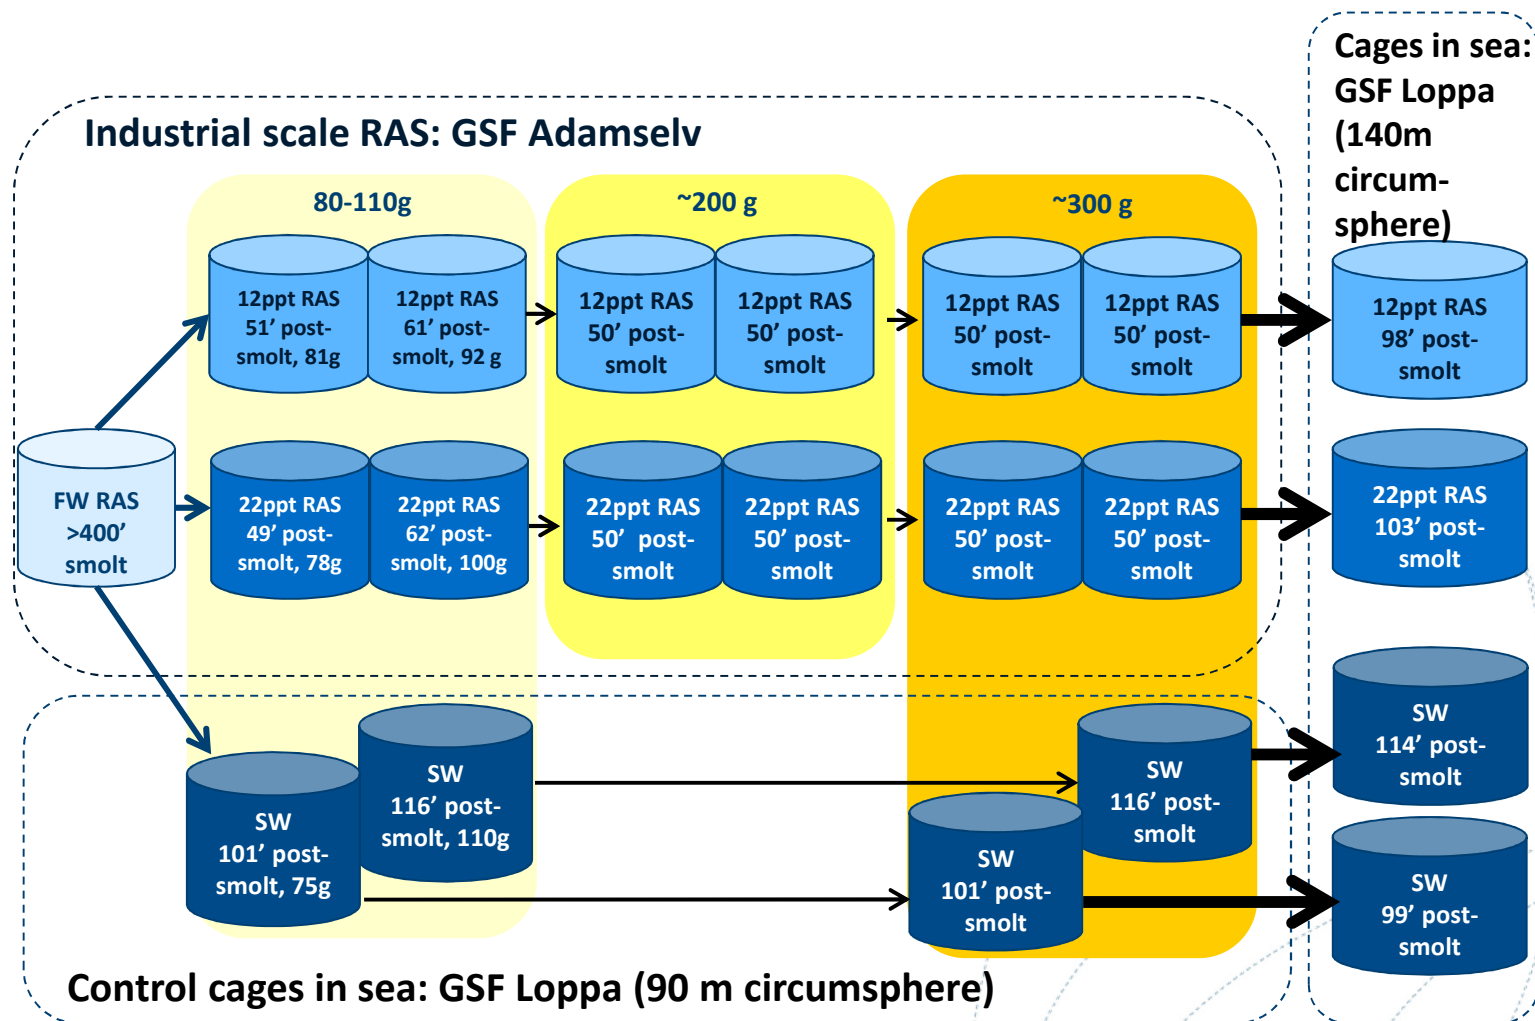 Cages in sea:
GSF Loppa
(140m
circum-
sphere)
Industrial scale RAS: GSF Adamselv
80-110g
~200 g
~300 g
12ppt RAS
51’ post-
smolt, 81g
12ppt RAS
61’ post-
smolt, 92 g
12ppt RAS
50’ post-
smolt
12ppt RAS
50’ post-
smolt
12ppt RAS
50’ post-
smolt
12ppt RAS
50’ post-
smolt
12ppt RAS
98’ post-
smolt
FW RAS
>400’
smolt
22ppt RAS
49’ post-
smolt, 78g
22ppt RAS
62’ post-
smolt, 100g
22ppt RAS
50’ post-
smolt
22ppt RAS
50’ post-
smolt
22ppt RAS
50’ post-
smolt
22ppt RAS
50’ post-
smolt
22ppt RAS
103’ post-
smolt
SW
101’ post-
smolt, 75g
SW
116’ post-
smolt, 110g
SW
101’ post-
smolt
SW
116’ post-
smolt
SW
114’ post-
smolt
SW
99’ post-
smolt
Control cages in sea: GSF Loppa (90 m circumsphere)